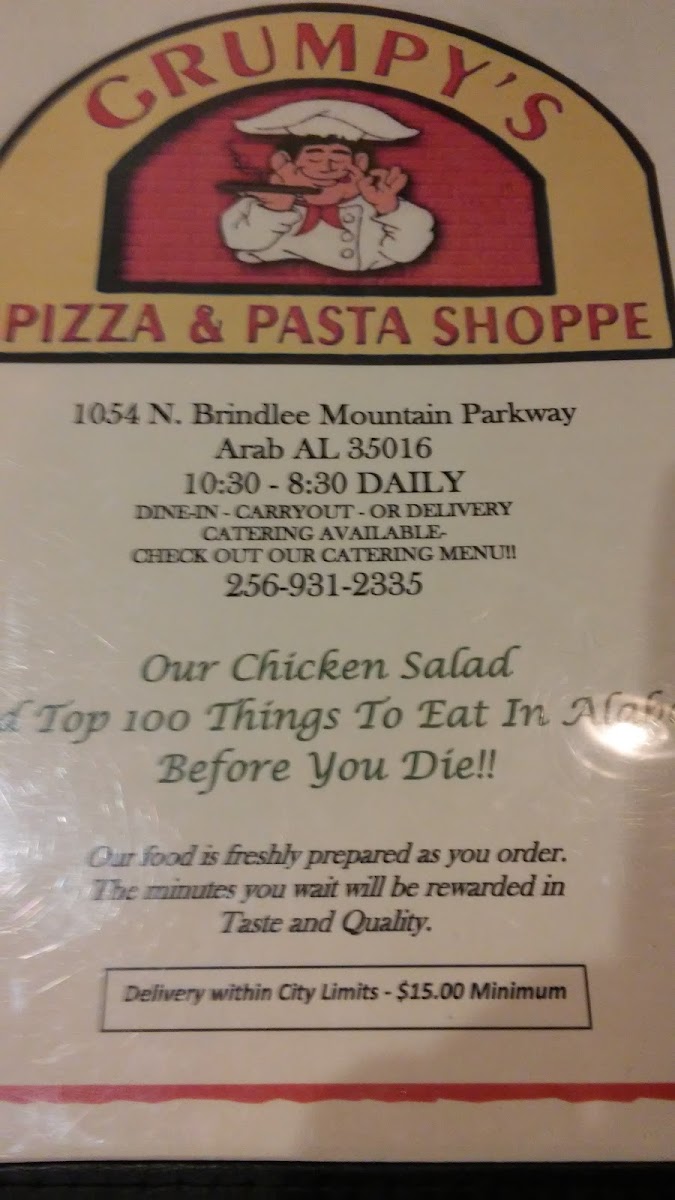 GRUMPY'S
PIZZA & PASTA SHOPPE
1054 N. Brindlee Mountain Parkway
Arab AL 35016
10:30 - 8:30 DAILY
DINE-IN - CARRYOUT - OR DELIVERY
CATERING AVAILABLE-
CHECK OUT OUR CATERING MENU!!
256-931-2335
Our Chicken Salad
Top 100 Things To Eat In
Before You Die!!
Our food is freshly prepared as you order.
The minutes you wait will be rewarded in
Taste and Quality.
Delivery within City Limits - $15.00 Minimum